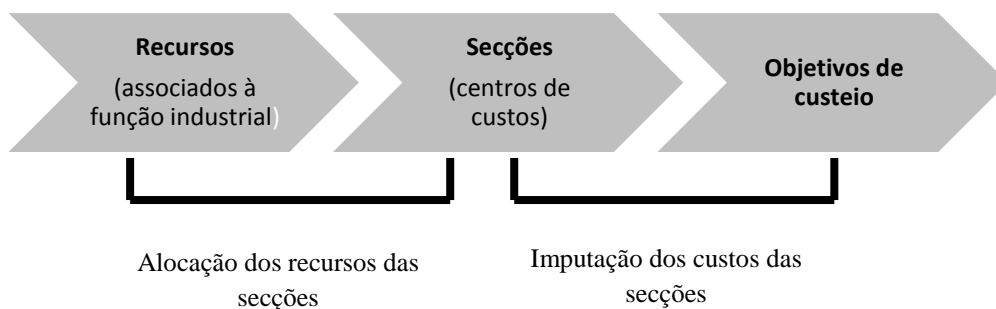 Recursos
(associados à
função industrial)
Secções
(centros de
custos)
Objetivos de
custeio
Alocação dos recursos das
secções
Imputação dos custos das
secções